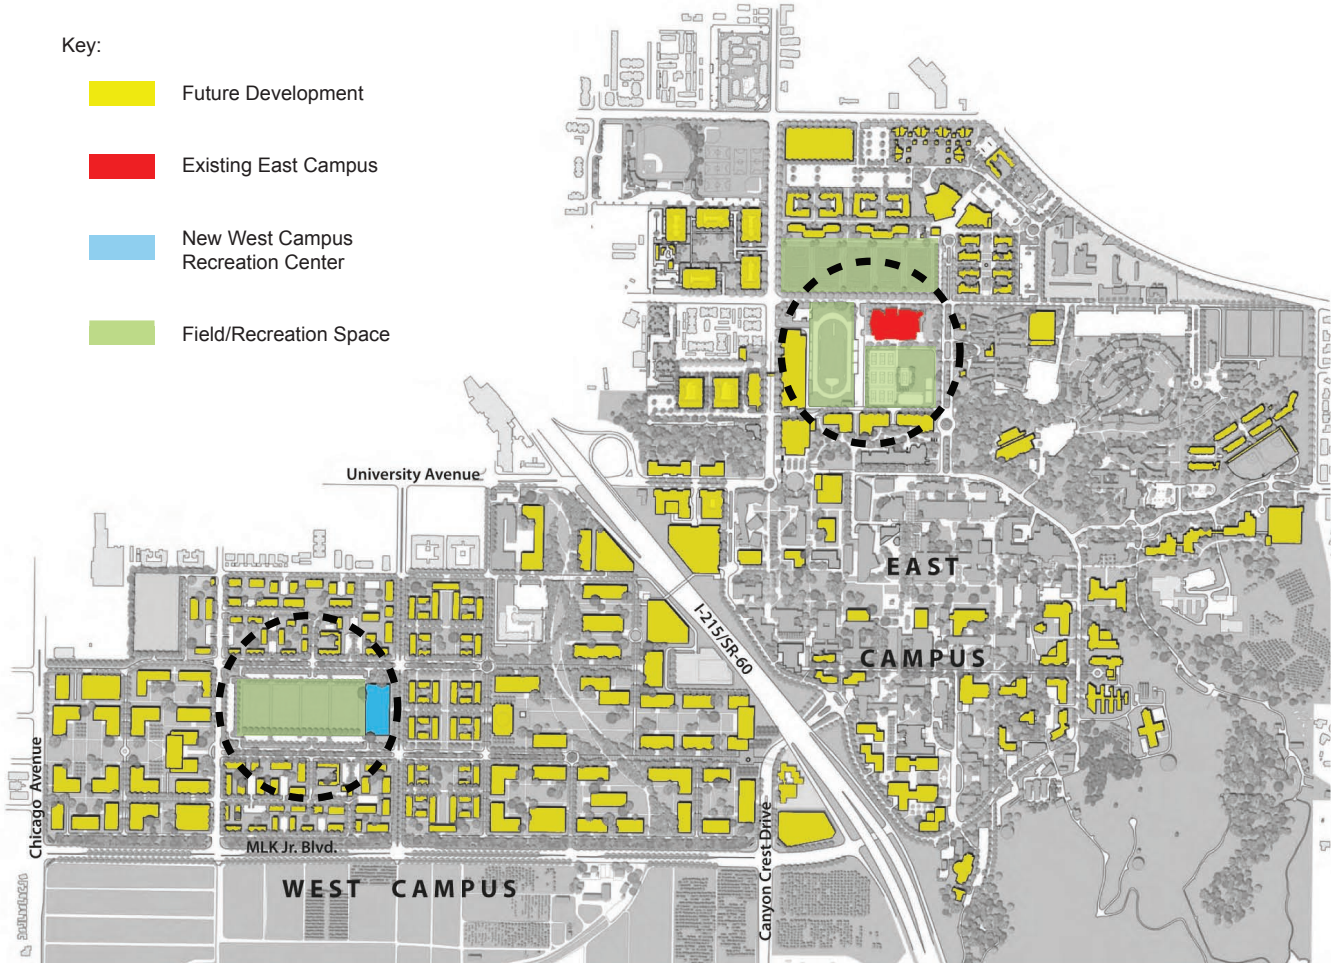 Key:
Future Development
Existing East Campus
New West Campus
Recreation Center
Field/Recreation Space
University Avenue
EAST
CAMPUS
I-215/SR-60
Chicago Avenue
MLK Jr. Blvd.
Canyon Crest Drive
WEST CAMPUS